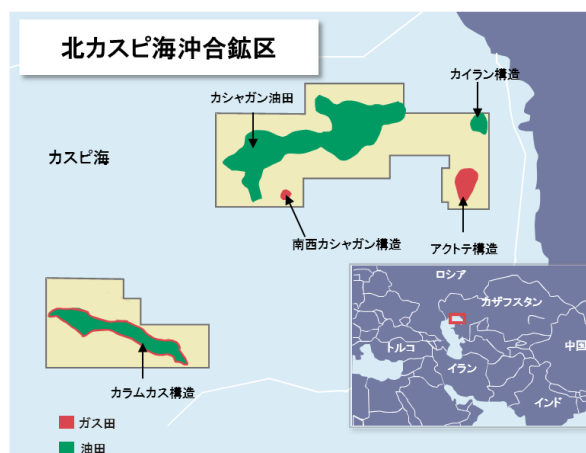 北カスピ海沖合鉱区
カイラン構造
カシャガン油田
カスピ海
南西カシャガン構造
アクトテ構造
ロシア
カザフスタン
中国
トルコ
イラン
インド
カラムカス構造
ガス田
油田